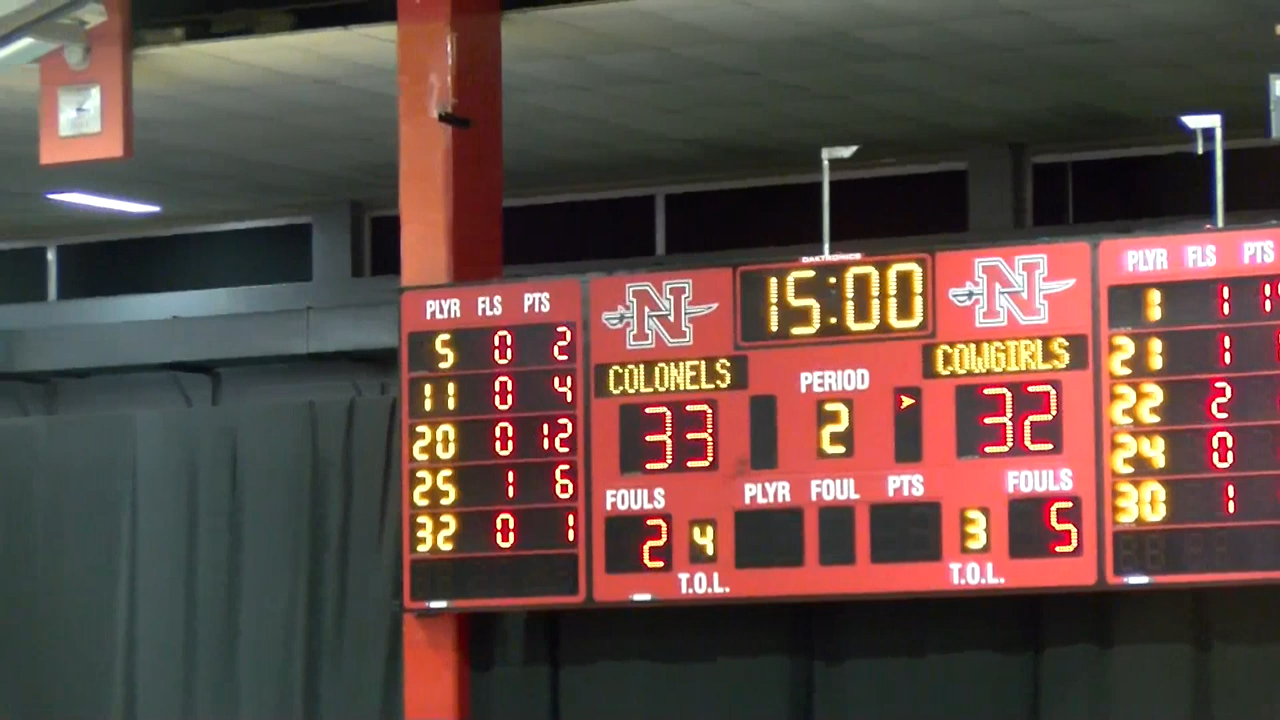 DAKTRONICS
PLYR FLS PTS
5 0 2
11 0 4
20 0 12
25 1 6
32 0 1
N 15:00 N
COLONELS PERIOD COWGIRLS
33 2 32
FOULS PLYR FOUL PTS FOULS
2 4 3 5
T.O.L. T.O.L.
PLYR FLS PTS
1 1
21 1
22 2
24 0
30 1